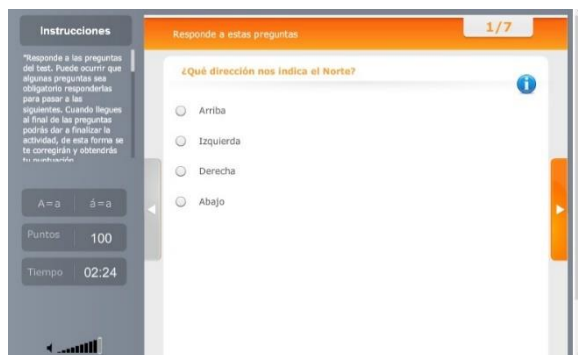 Instrucciones
"Responde a las preguntas
del test. Puede ocurrir que
algunas preguntas sea
obligatorio responderlas
para pasar a las
siguientes. Cuando llegues
al final de las preguntas
podrás dar a finalizar la
actividad, de esta forma se
te corregirán y obtendrás
tu puntuación
A=a á=a
Puntos 100
Tiempo 02:24
Responde a estas preguntas
1/7
¿Qué dirección nos indica el Norte?
Arriba
Izquierda
Derecha
Abajo